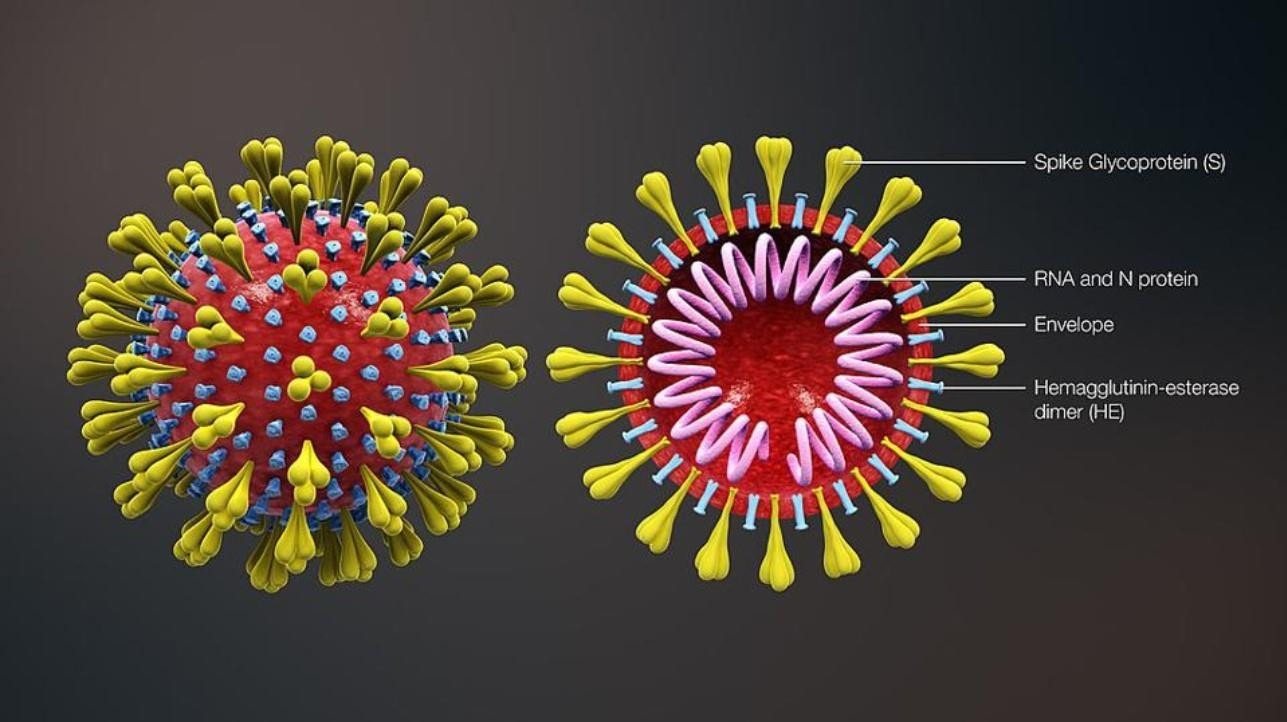 Spike Glycoprotein (S)
RNA and N protein
Envelope
Hemagglutinin-esterase
dimer (HE)